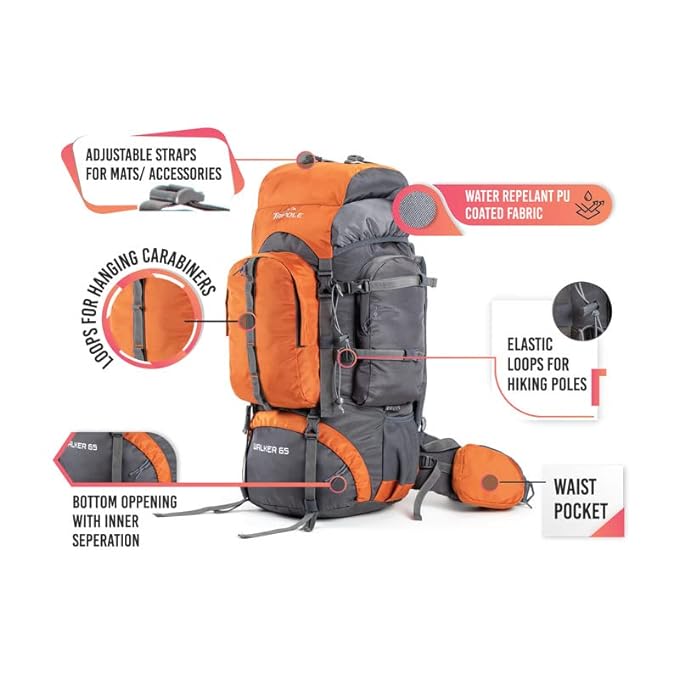 ADJUSTABLE STRAPS
FOR MATS/ ACCESSORIES
WATER REPELANT PU
COATED FABRIC
TRIPOLE
LOOPS FOR HANGING CARABINERS
ELASTIC
LOOPS FOR
HIKING POLES
WALKER 65
ALKER 65
BOTTOM OPPENING
WITH INNER
SEPERATION
WAIST
POCKET